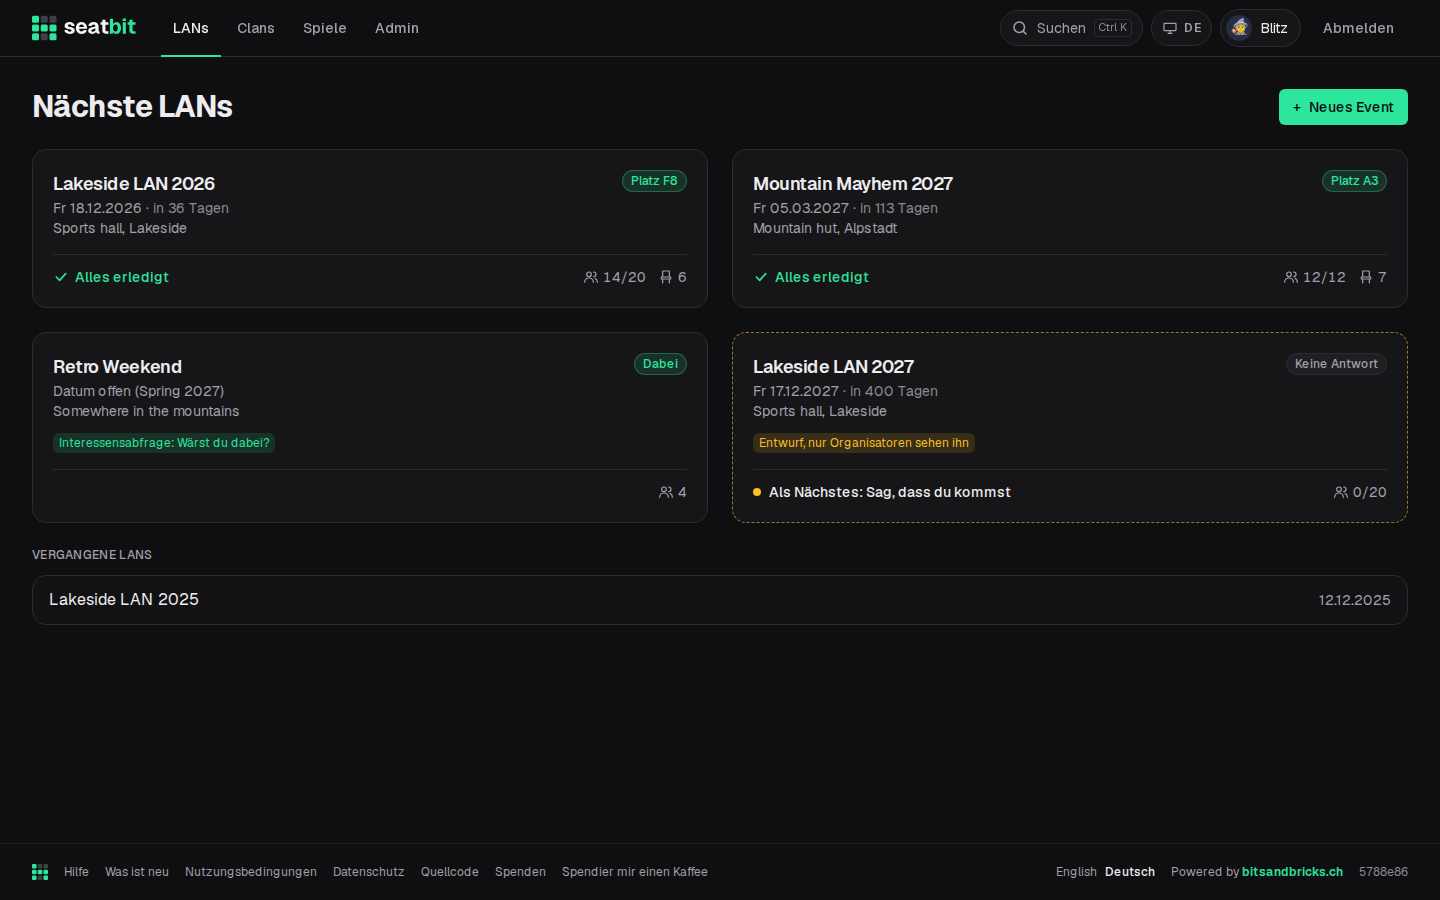 seatbit LANs Clans Spiele Admin Suchen Ctrl K DE Blitz Abmelden
Nächste LANs
+ Neues Event
Lakeside LAN 2026
Platz F8
Fr 18.12.2026 · in 36 Tagen
Sports hall, Lakeside
Alles erledigt 14/20 6
Mountain Mayhem 2027
Platz A3
Fr 05.03.2027 · in 113 Tagen
Mountain hut, Alpstadt
Alles erledigt 12/12 7
Retro Weekend
Dabei
Datum offen (Spring 2027)
Somewhere in the mountains
Interessensabfrage: Wärst du dabei?
4
Lakeside LAN 2027
Keine Antwort
Fr 17.12.2027 · in 400 Tagen
Sports hall, Lakeside
Entwurf, nur Organisatoren sehen ihn
Als Nächstes: Sag, dass du kommst 0/20
VERGANGENE LANS
Lakeside LAN 2025 12.12.2025
Hilfe Was ist neu Nutzungsbedingungen Datenschutz Quellcode Spenden Spendier mir einen Kaffee English Deutsch Powered by bitsandbricks.ch 5788e86